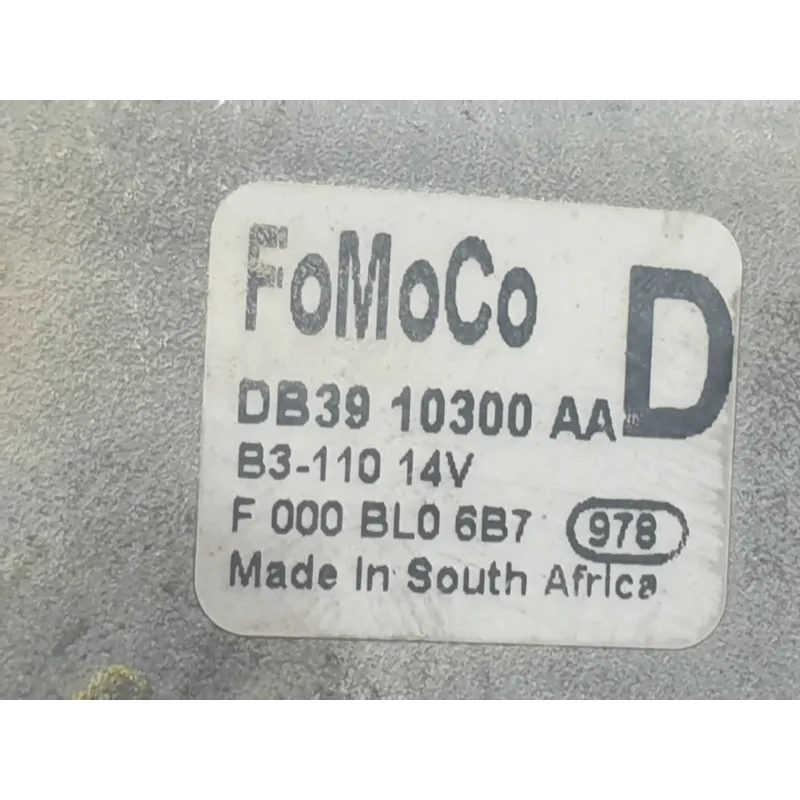 FoMoCo
D
DB39 10300 AA
B3-110 14V
F 000 BL0 6B7 978
Made In South Africa